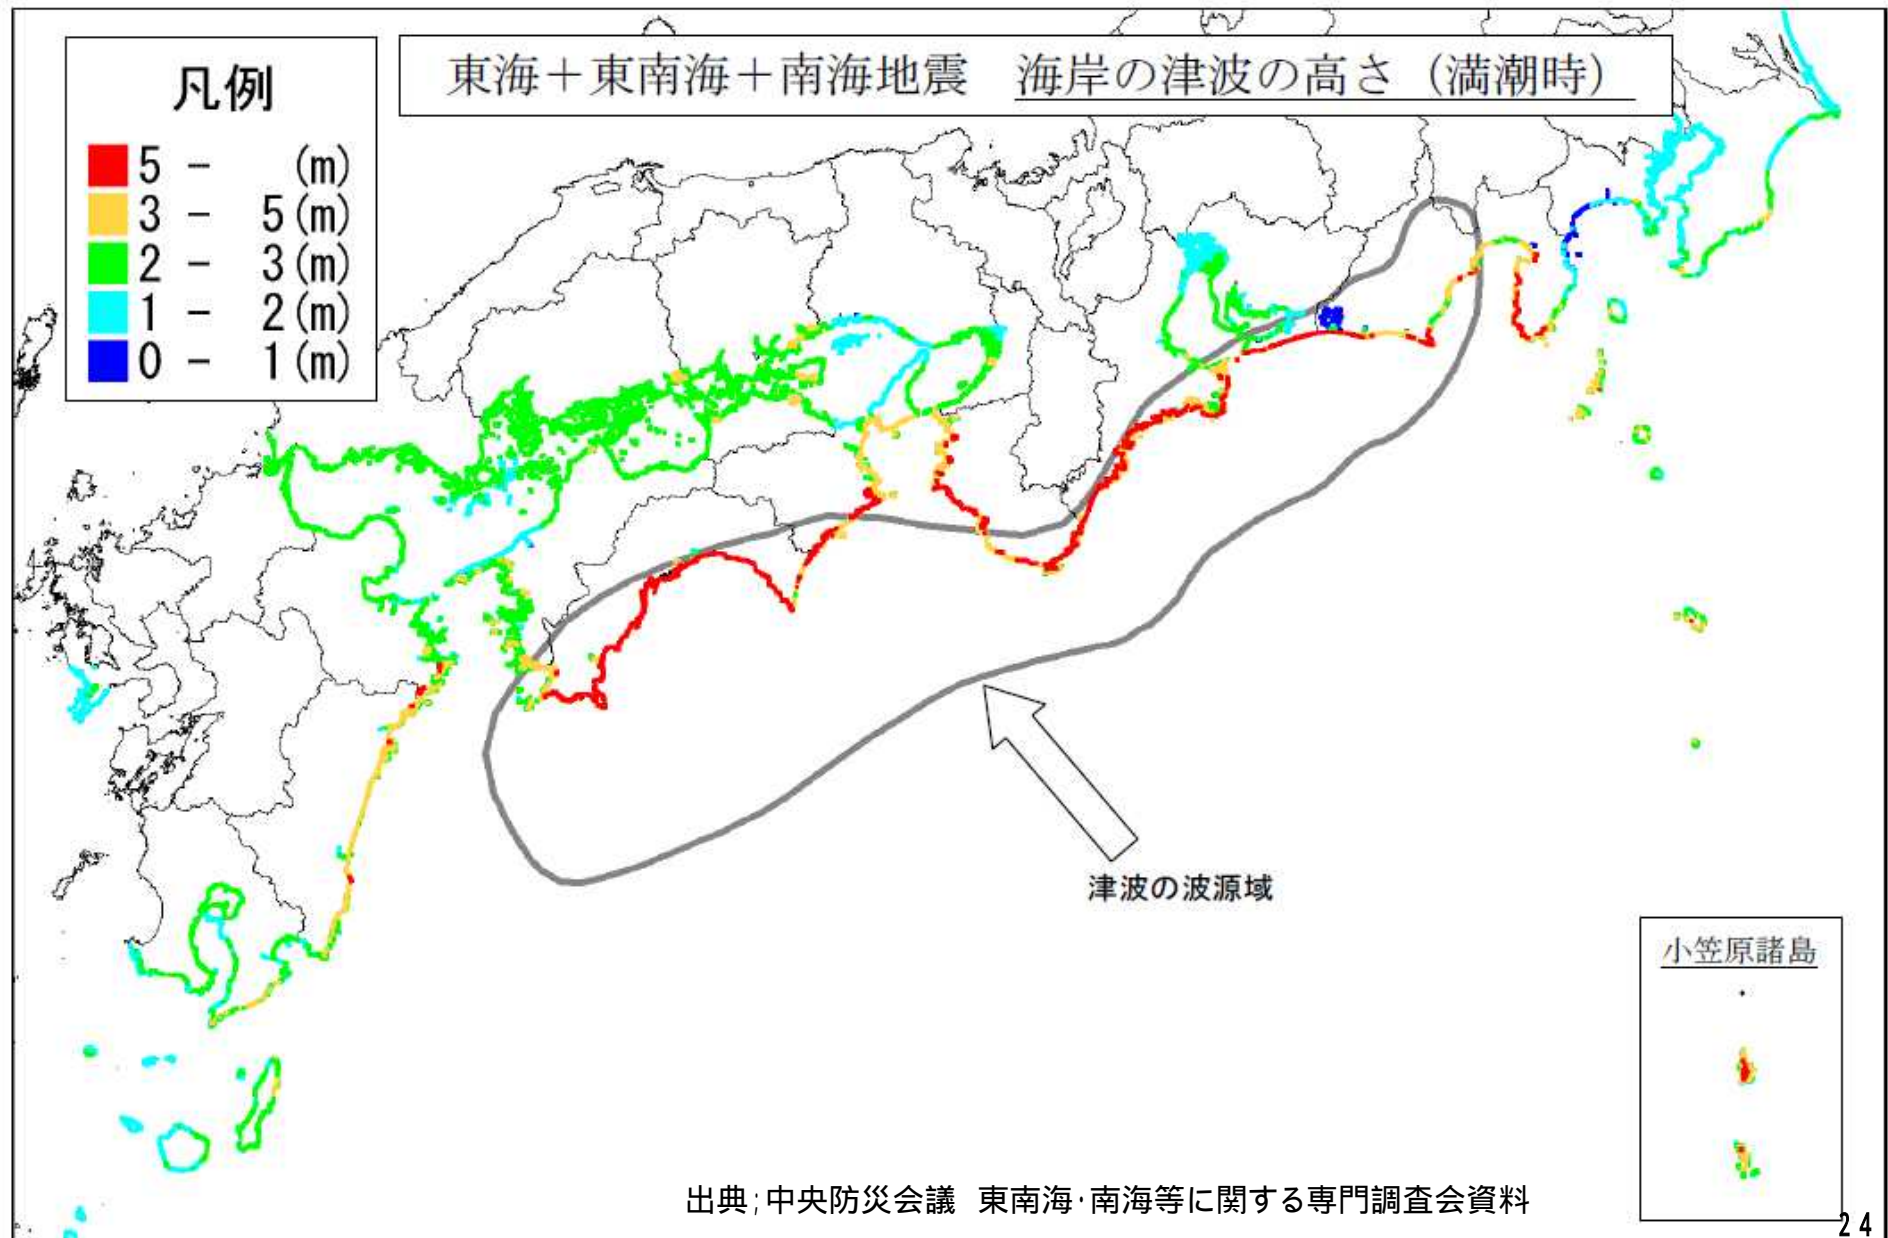 東海＋東南海＋南海地震　海岸の津波の高さ（満潮時）
凡例
5 －　　(m)
3 －　5(m)
2 －　3(m)
1 －　2(m)
0 －　1(m)
津波の波源域
小笠原諸島
出典;中央防災会議　東南海･南海等に関する専門調査会資料
24